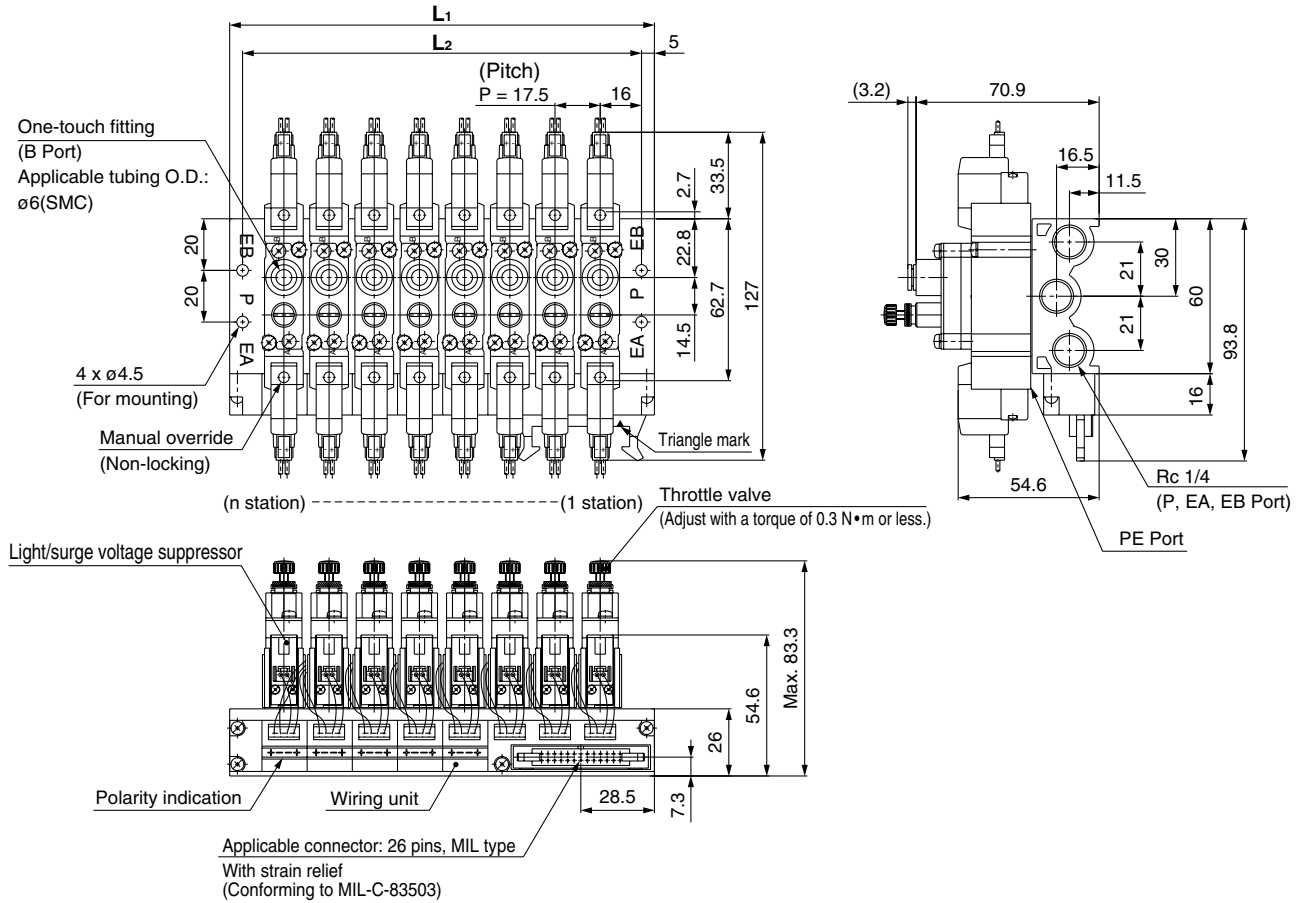 L1
L2
5
(Pitch)
P = 17.5
16
One-touch fitting
(B Port)
Applicable tubing O.D.:
ø6(SMC)
20
20
EB
P
EA
4 x ø4.5
(For mounting)
Manual override
(Non-locking)
EB
P
EA
2.7
33.5
22.8
14.5
62.7
127
Triangle mark
(n station)
(1 station)
(3.2)
70.9
16.5
11.5
21
21
30
60
16
93.8
54.6
Rc 1/4
(P, EA, EB Port)
PE Port
Throttle valve
(Adjust with a torque of 0.3 N•m or less.)
Light/surge voltage suppressor
Max. 83.3
54.6
26
7.3
28.5
Polarity indication
Wiring unit
Applicable connector: 26 pins, MIL type
With strain relief
(Conforming to MIL-C-83503)